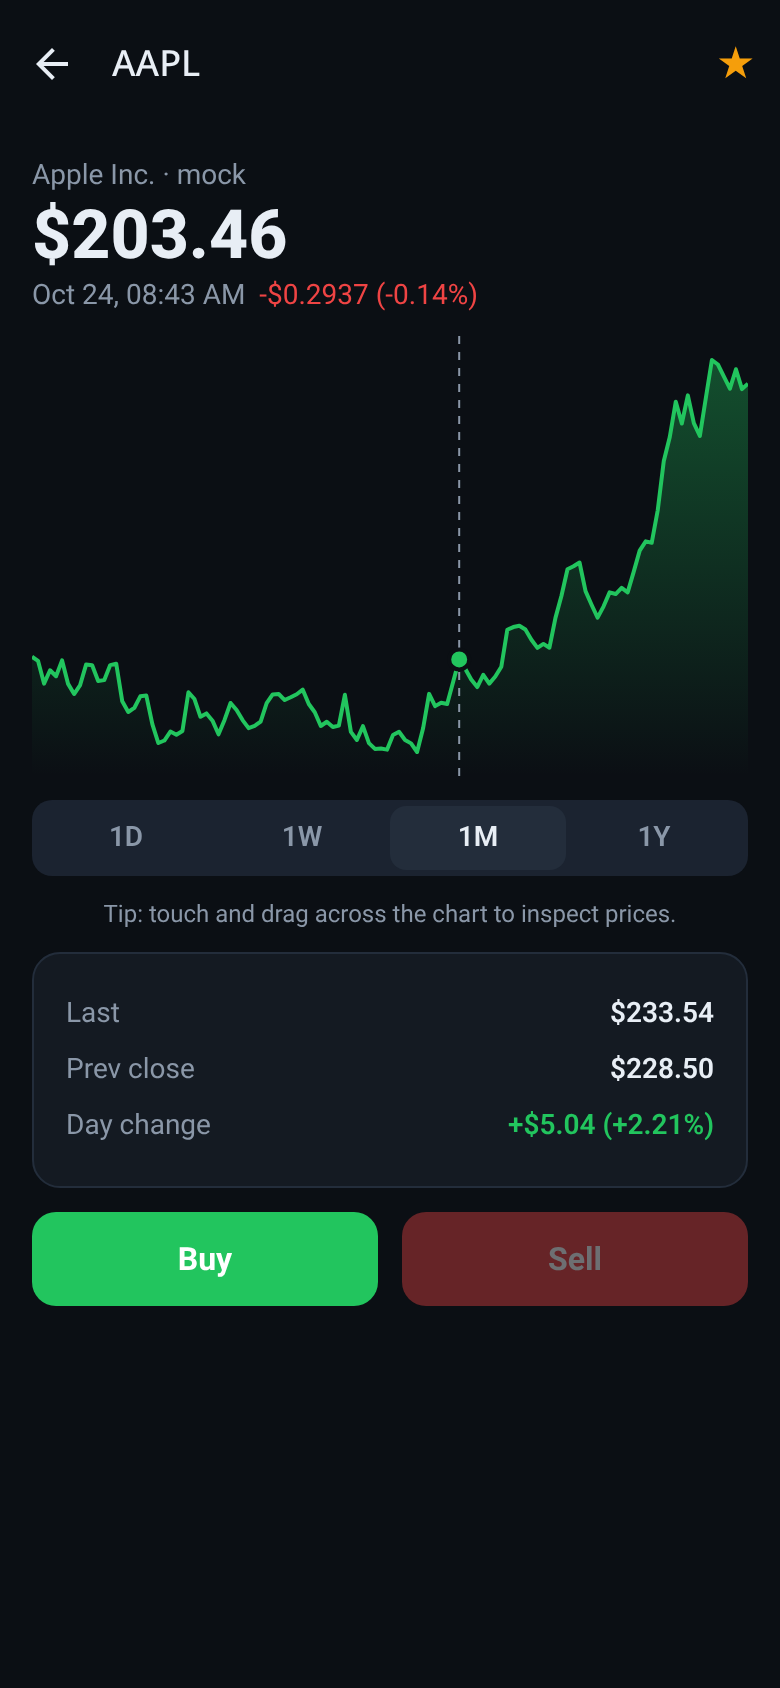 AAPL
Apple Inc. · mock
$203.46
Oct 24, 08:43 AM -$0.2937 (-0.14%)
1D 1W 1M 1Y
Tip: touch and drag across the chart to inspect prices.
Last $233.54
Prev close $228.50
Day change +$5.04 (+2.21%)
Buy Sell